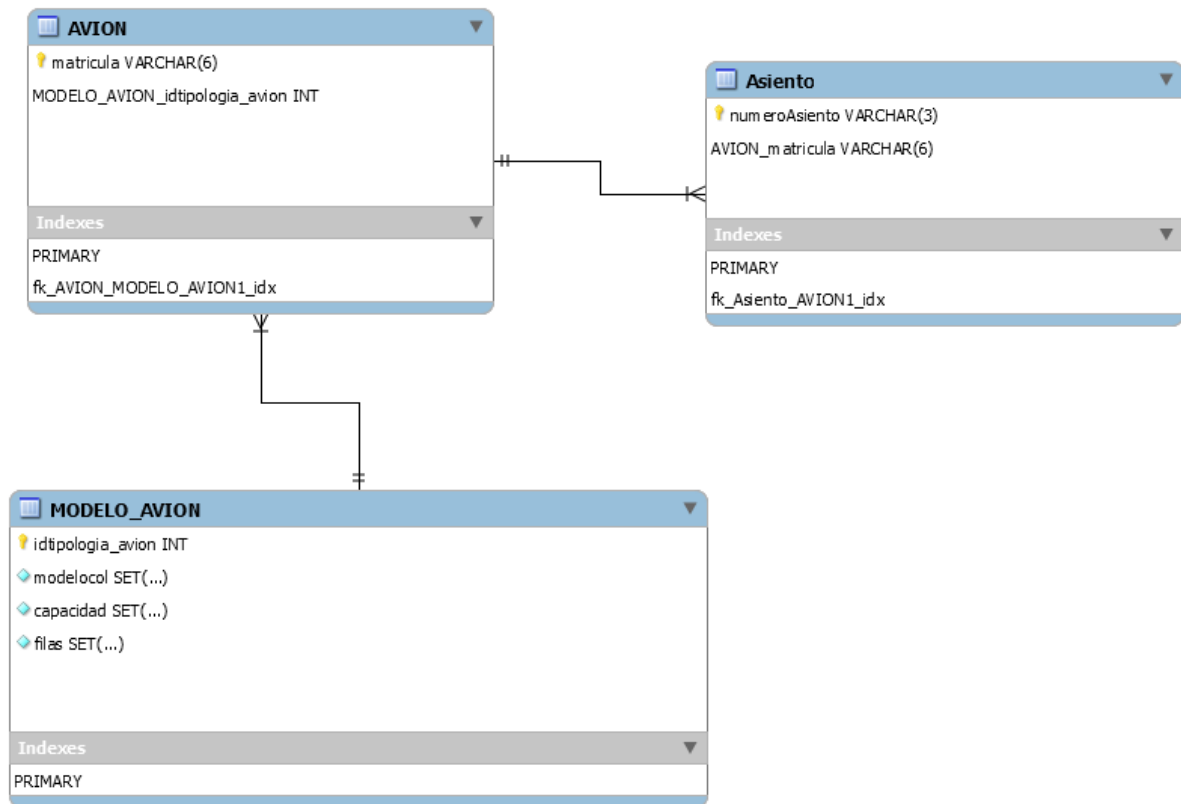 AVION
matricula VARCHAR(6)
MODELO_AVION_idtipologia_avion INT
Indexes
PRIMARY
fk_AVION_MODELO_AVION1_idx
Asiento
numeroAsiento VARCHAR(3)
AVION_matricula VARCHAR(6)
Indexes
PRIMARY
fk_Asiento_AVION1_idx
MODELO_AVION
idtipologia_avion INT
modelocol SET(...)
capacidad SET(...)
filas SET(...)
Indexes
PRIMARY